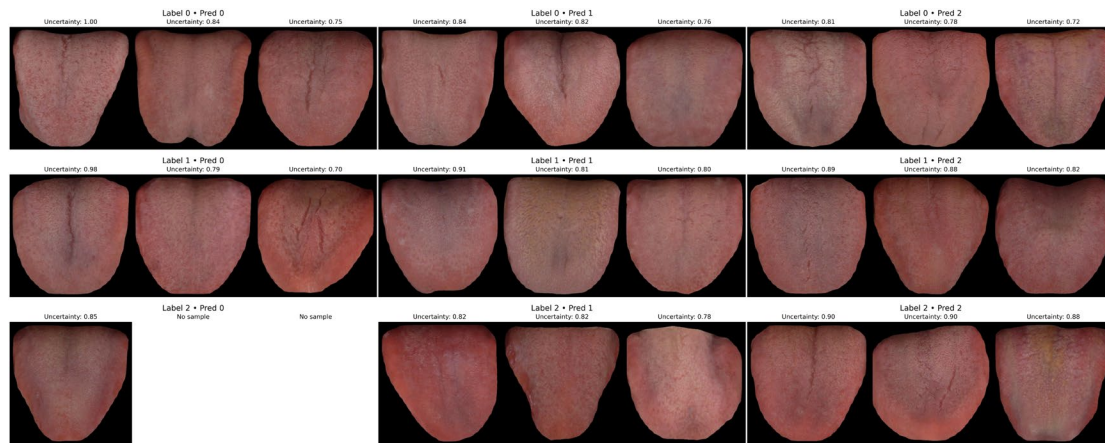 Label 0 • Pred 0
Uncertainty: 1.00
Uncertainty: 0.84
Uncertainty: 0.75
Label 0 • Pred 1
Uncertainty: 0.84
Uncertainty: 0.82
Uncertainty: 0.76
Label 0 • Pred 2
Uncertainty: 0.81
Uncertainty: 0.78
Uncertainty: 0.72
Label 1 • Pred 0
Uncertainty: 0.98
Uncertainty: 0.79
Uncertainty: 0.70
Label 1 • Pred 1
Uncertainty: 0.91
Uncertainty: 0.81
Uncertainty: 0.80
Label 1 • Pred 2
Uncertainty: 0.89
Uncertainty: 0.88
Uncertainty: 0.82
Label 2 • Pred 0
Uncertainty: 0.85
No sample
No sample
Label 2 • Pred 1
Uncertainty: 0.82
Uncertainty: 0.82
Uncertainty: 0.78
Label 2 • Pred 2
Uncertainty: 0.90
Uncertainty: 0.90
Uncertainty: 0.88